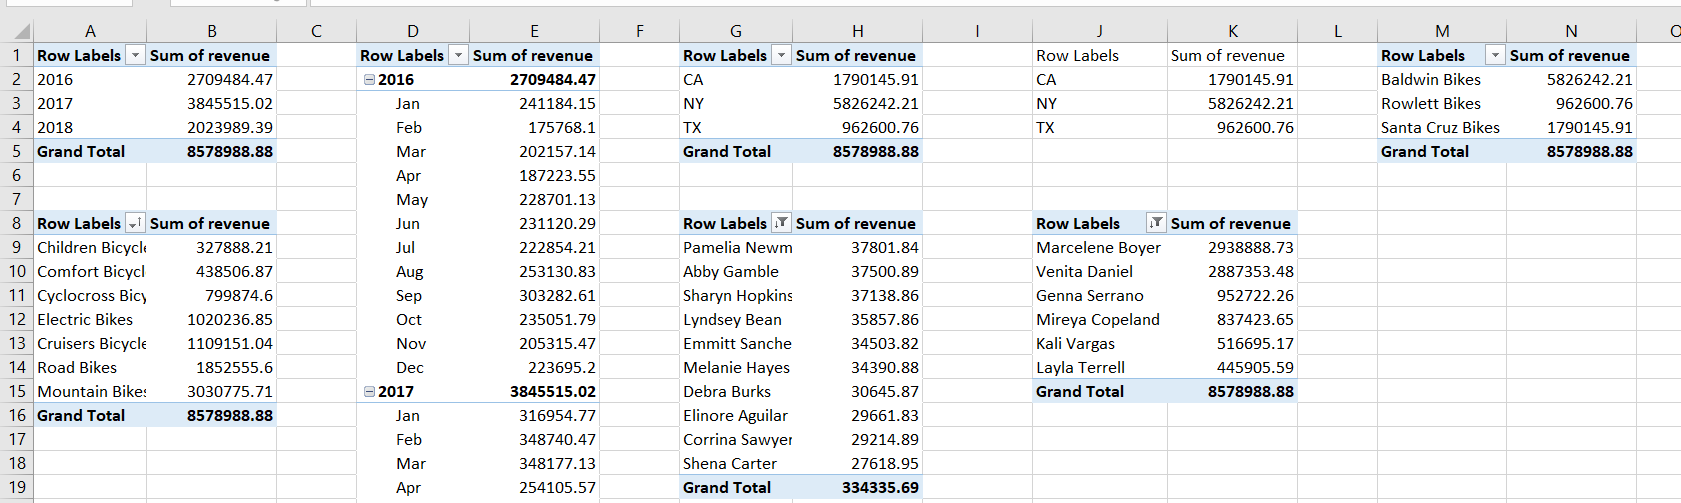 A B C D E F G H I J K L M N
1 Row Labels Sum of revenue Row Labels Sum of revenue Row Labels Sum of revenue Row Labels Sum of revenue Row Labels Sum of revenue
2 2016 2709484.47 2016 2709484.47 CA 1790145.91 CA 1790145.91 Baldwin Bikes 5826242.21
3 2017 3845515.02 Jan 241184.15 NY 5826242.21 NY 5826242.21 Rowlett Bikes 962600.76
4 2018 2023989.39 Feb 175768.1 TX 962600.76 TX 962600.76 Santa Cruz Bikes 1790145.91
5 Grand Total 8578988.88 Mar 202157.14 Grand Total 8578988.88 Grand Total 8578988.88
6 Apr 187223.55
7 May 228701.13
8 Row Labels Sum of revenue Jun 231120.29 Row Labels Sum of revenue Row Labels Sum of revenue
9 Children Bicycle 327888.21 Jul 222854.21 Pamelia Newm 37801.84 Marcelene Boyer 2938888.73
10 Comfort Bicycl 438506.87 Aug 253130.83 Abby Gamble 37500.89 Venita Daniel 2887353.48
11 Cyclocross Bicy 799874.6 Sep 303282.61 Sharyn Hopkins 37138.86 Genna Serrano 952722.26
12 Electric Bikes 1020236.85 Oct 235051.79 Lyndsey Bean 35857.86 Mireya Copeland 837423.65
13 Cruisers Bicycle 1109151.04 Nov 205315.47 Emmitt Sanche 34503.82 Kali Vargas 516695.17
14 Road Bikes 1852555.6 Dec 223695.2 Melanie Hayes 34390.88 Layla Terrell 445905.59
15 Mountain Bikes 3030775.71 2017 3845515.02 Debra Burks 30645.87 Grand Total 8578988.88
16 Grand Total 8578988.88 Jan 316954.77 Elinore Aguilar 29661.83
17 Feb 348740.47 Corrina Sawyer 29214.89
18 Mar 348177.13 Shena Carter 27618.95
19 Apr 254105.57 Grand Total 334335.69